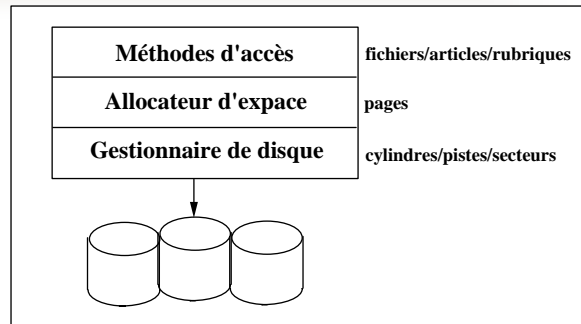 Méthodes d'accès fichiers/articles/rubriques
Allocateur d'expace pages
Gestionnaire de disque cylindres/pistes/secteurs